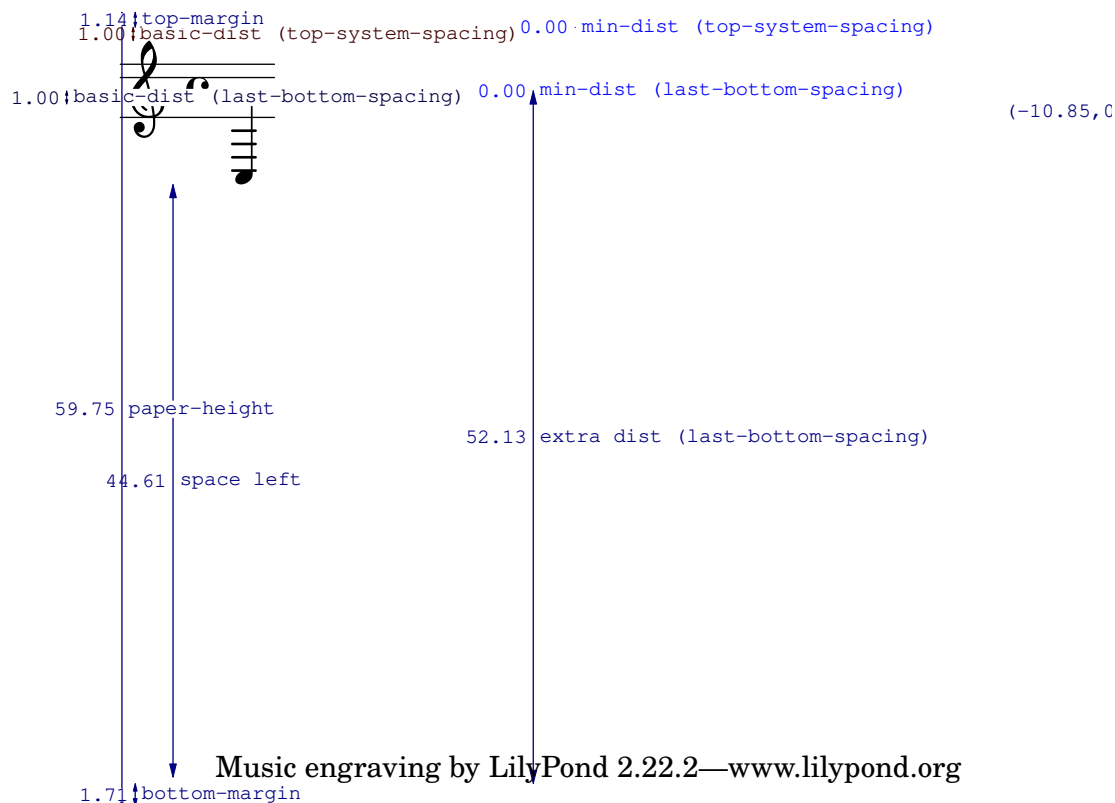 1.14 top-margin
1.00 basic-dist (top-system-spacing) 0.00 min-dist (top-system-spacing)
1.00 basic-dist (last-bottom-spacing) 0.00 min-dist (last-bottom-spacing)
(-10.85,0
59.75 paper-height
52.13 extra dist (last-bottom-spacing)
44.61 space left
Music engraving by LilyPond 2.22.2—www.lilypond.org
1.71 bottom-margin